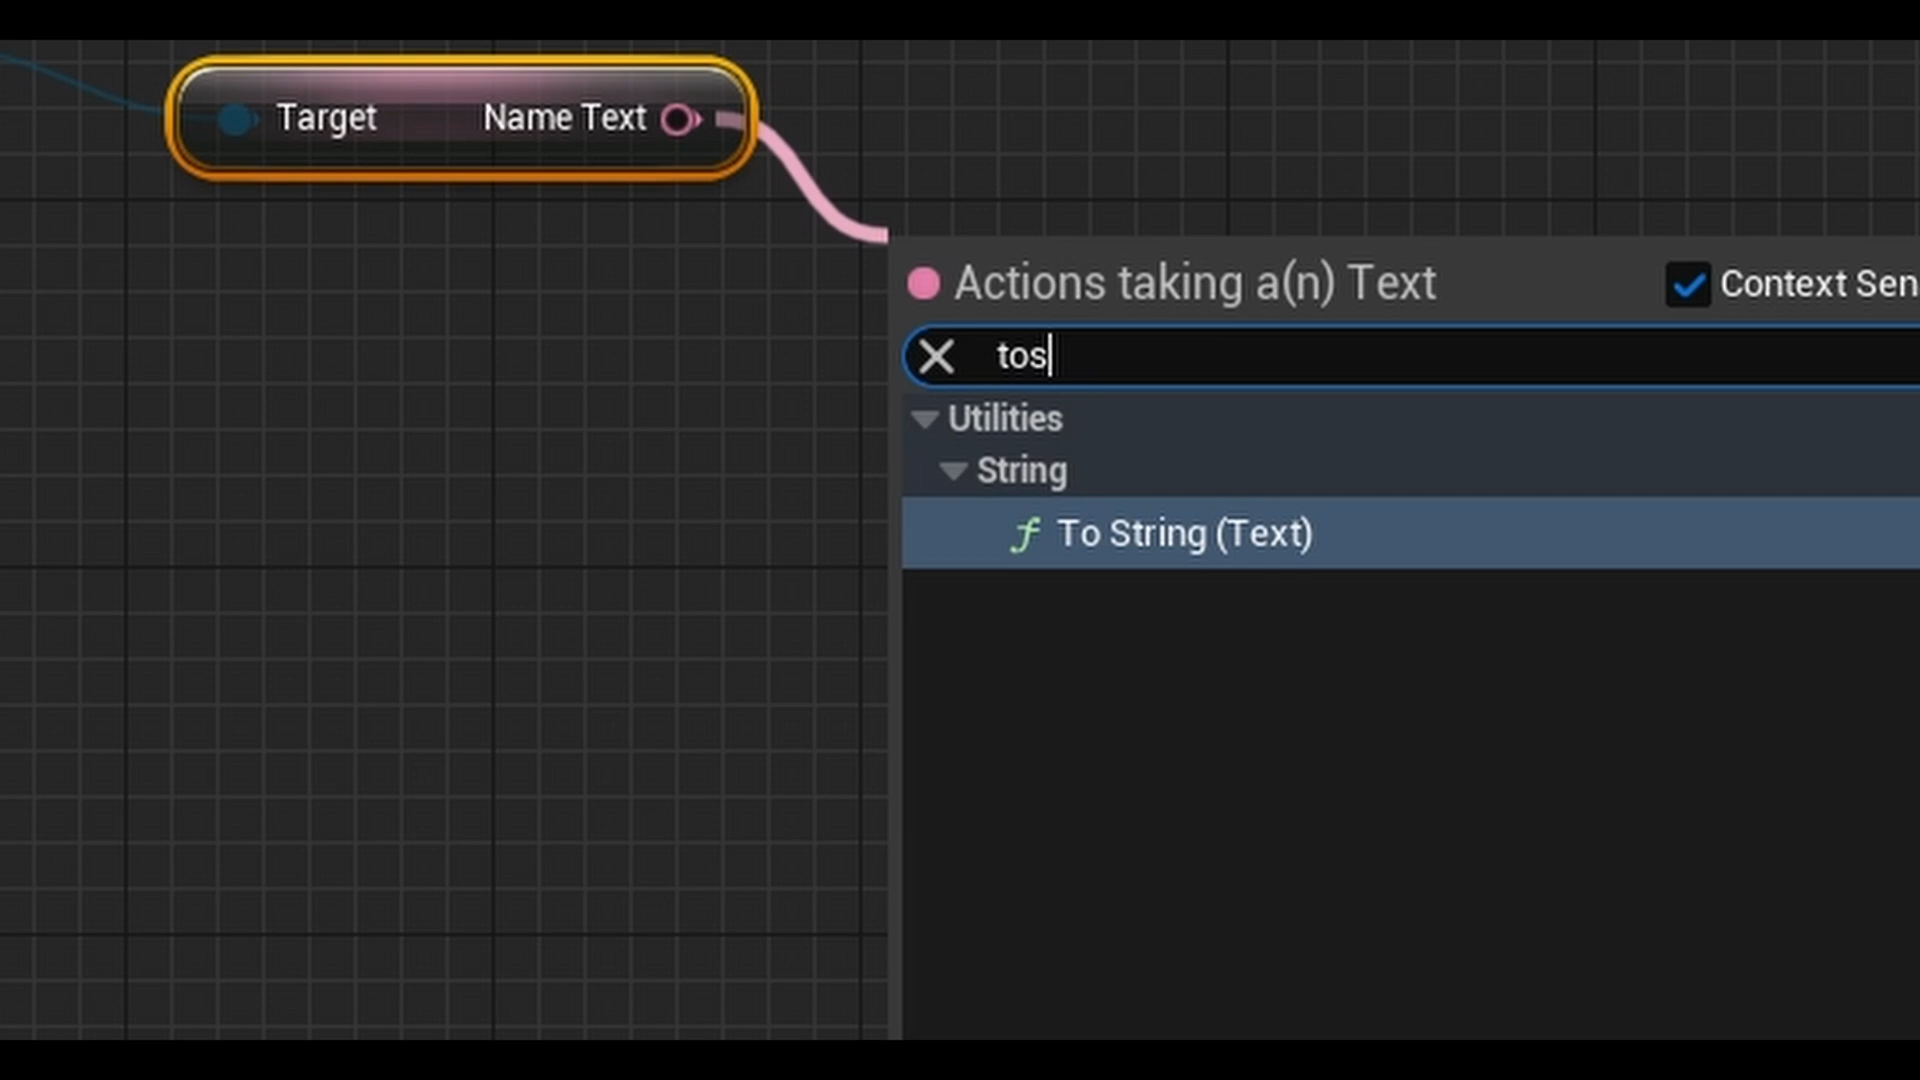 Target Name Text
Actions taking a(n) Text
Context Sen
tos
Utilities
String
To String (Text)